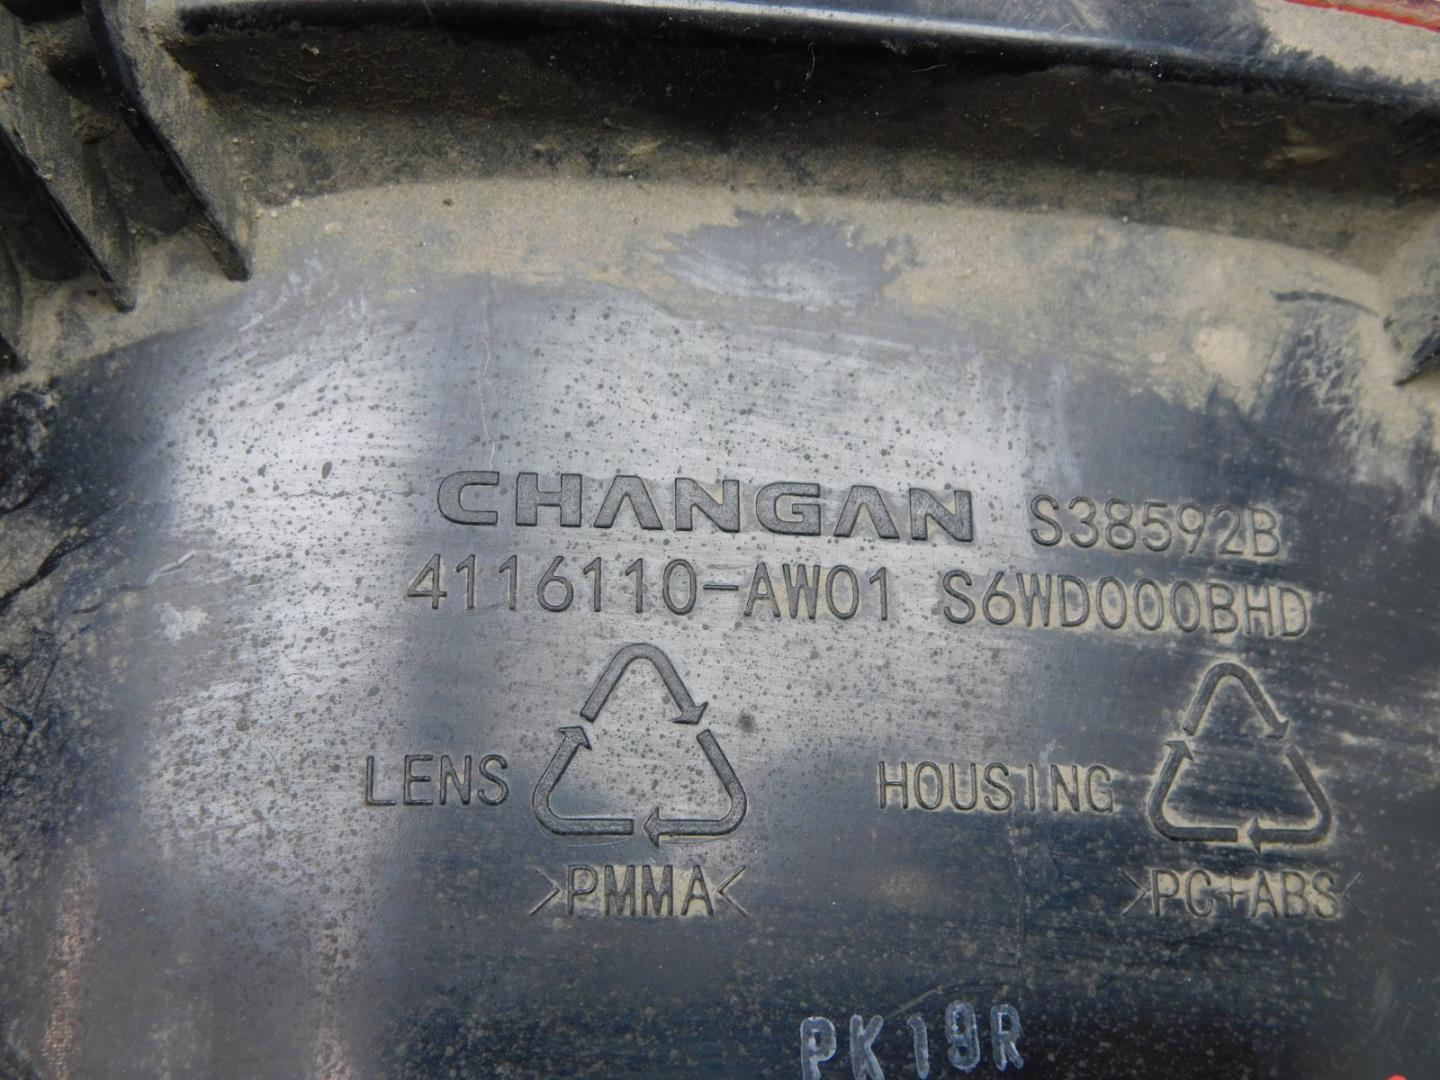 CHANGAN S38592B
4116110-AW01 S6WD000BHD
LENS HOUSING
>PMMA< >PC+ABS<
PK19R